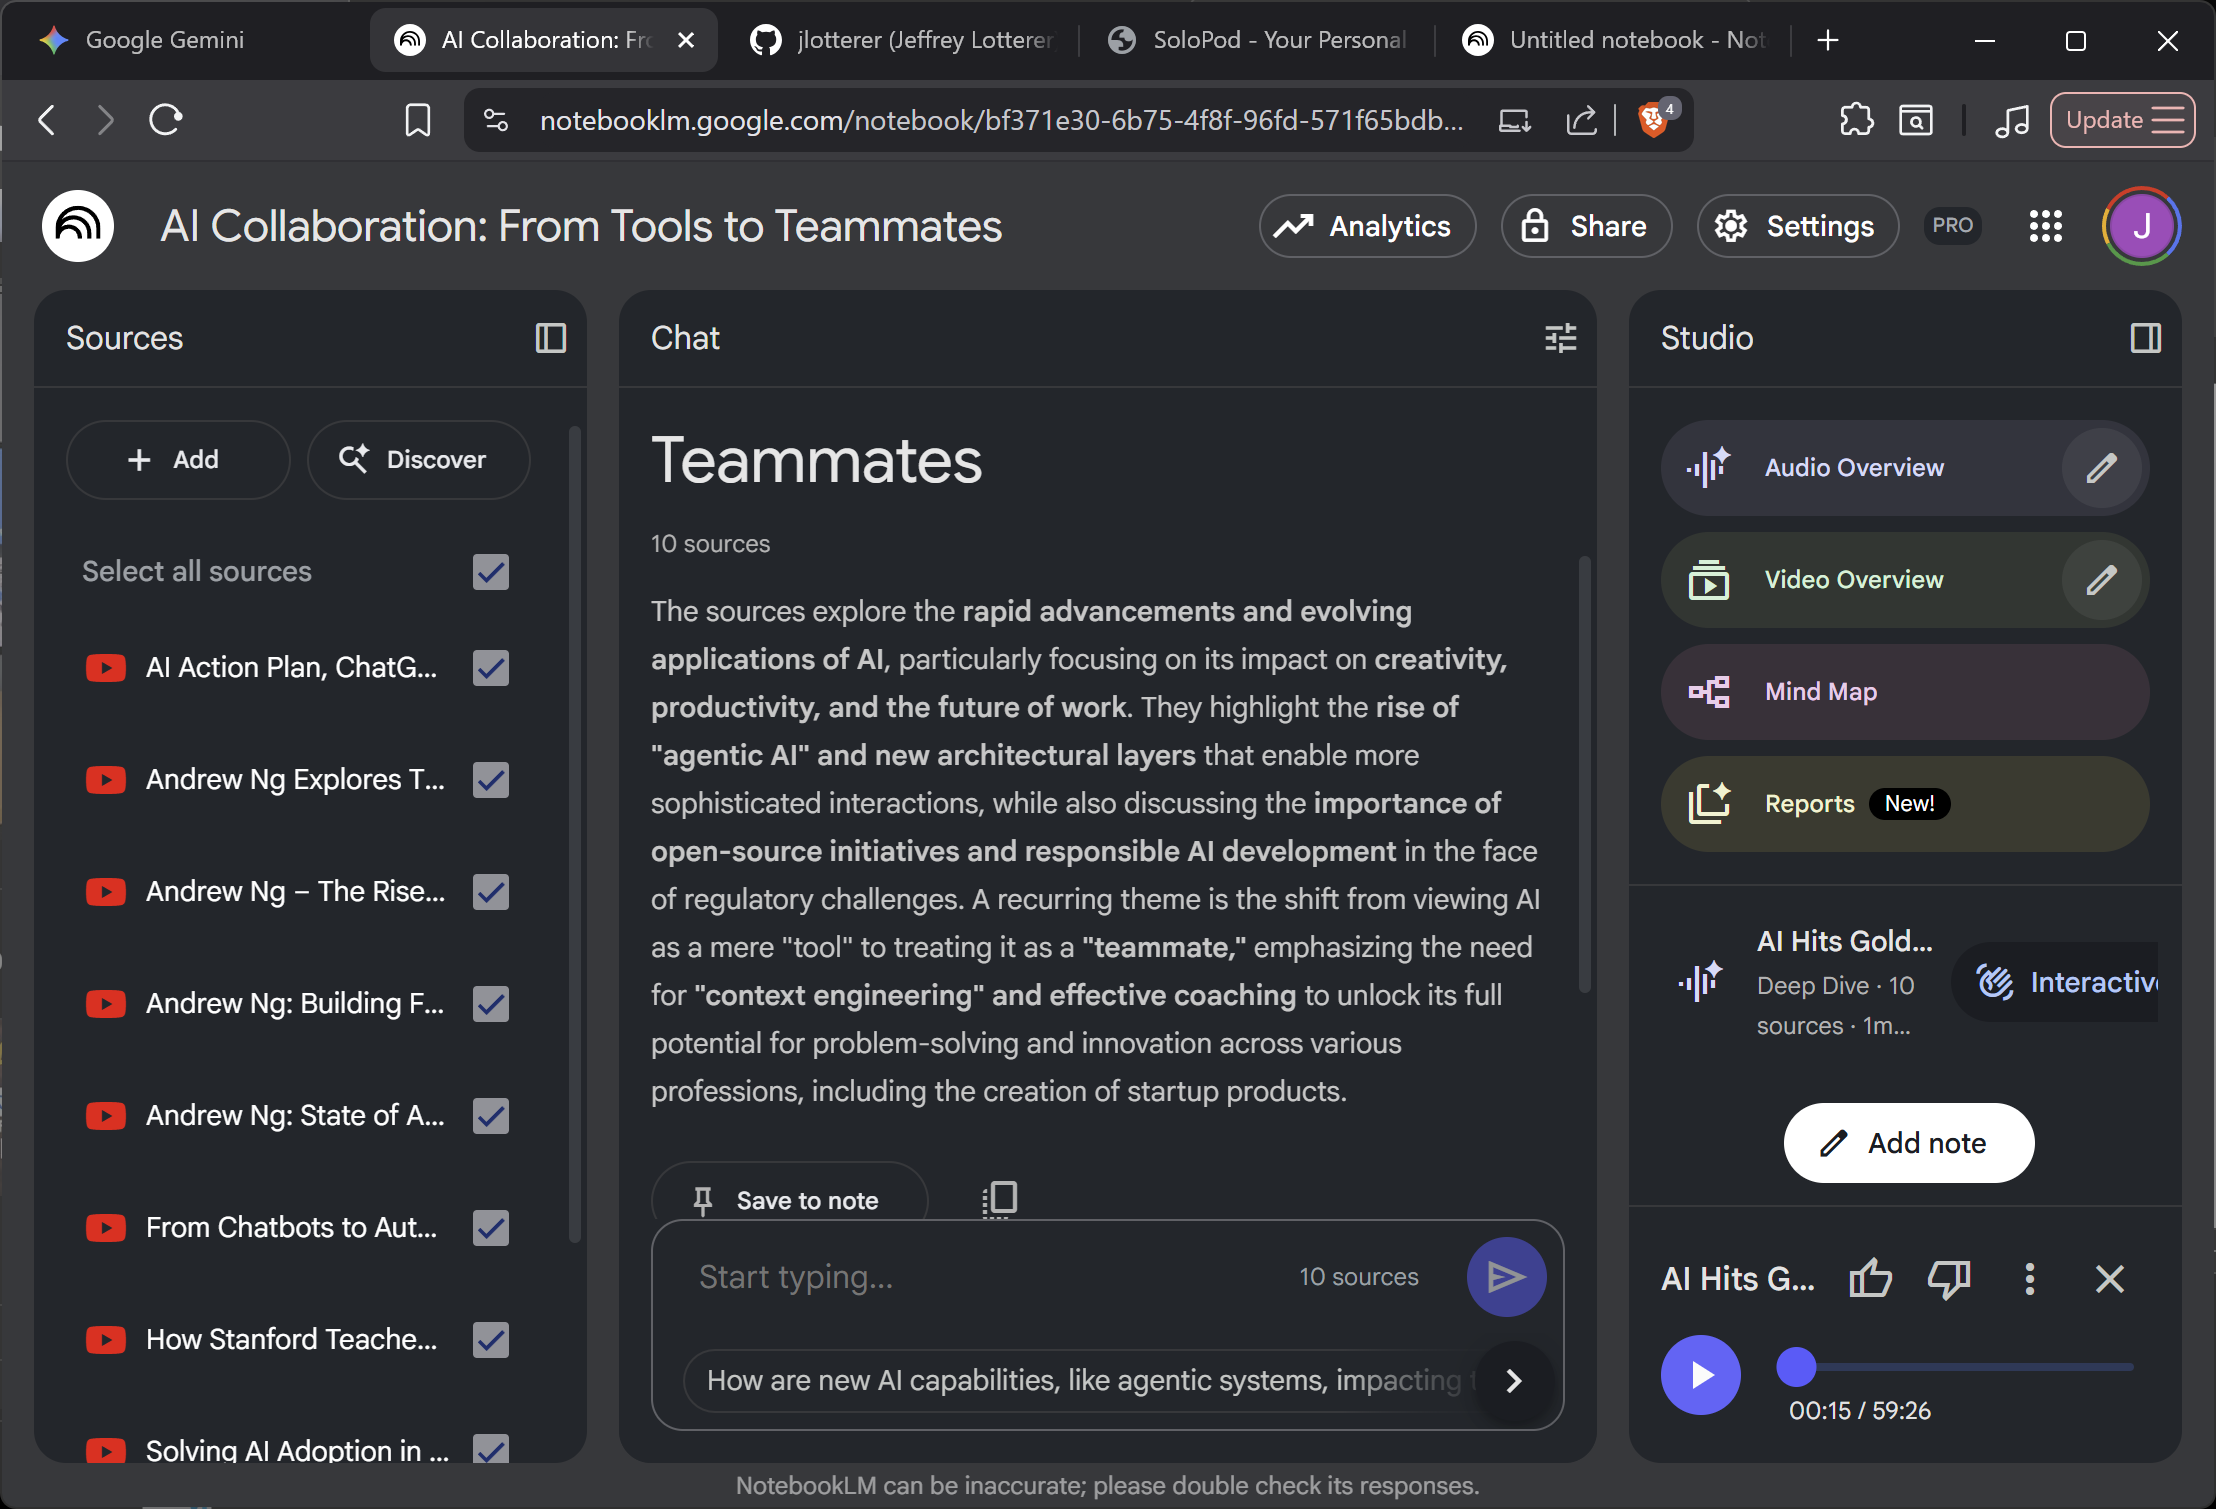 Google Gemini
AI Collaboration: Fro
jlotterer (Jeffrey Lotterer
SoloPod - Your Personal
Untitled notebook - Not
notebooklm.google.com/notebook/bf371e30-6b75-4f8f-96fd-571f65bdb...
4
Update
AI Collaboration: From Tools to Teammates
Analytics
Share
Settings
PRO
J
Sources
Add
Discover
Select all sources
AI Action Plan, ChatG...
Andrew Ng Explores T...
Andrew Ng – The Rise...
Andrew Ng: Building F...
Andrew Ng: State of A...
From Chatbots to Aut...
How Stanford Teache...
Solving AI Adoption in ...
Chat
Teammates
10 sources
The sources explore the rapid advancements and evolving
applications of AI, particularly focusing on its impact on creativity,
productivity, and the future of work. They highlight the rise of
"agentic AI" and new architectural layers that enable more
sophisticated interactions, while also discussing the importance of
open-source initiatives and responsible AI development in the face
of regulatory challenges. A recurring theme is the shift from viewing AI
as a mere "tool" to treating it as a "teammate," emphasizing the need
for "context engineering" and effective coaching to unlock its full
potential for problem-solving and innovation across various
professions, including the creation of startup products.
Save to note
Start typing...
10 sources
How are new AI capabilities, like agentic systems, impacting
Studio
Audio Overview
Video Overview
Mind Map
Reports New!
AI Hits Gold...
Deep Dive · 10
sources · 1m...
Interactive
Add note
AI Hits G...
00:15 / 59:26
NotebookLM can be inaccurate; please double check its responses.